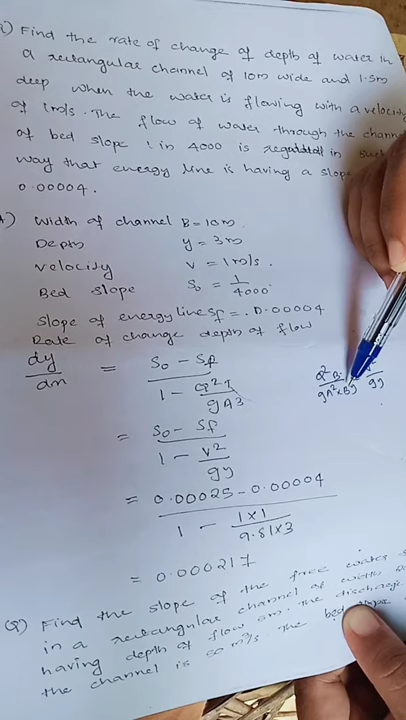 Q) Find the rate of change of depth of water in
a rectangular channel of 10m wide and 1.5m
deep when the water is flowing with a velocity
of 1m/s. The flow of water through the channel
of bed slope 1 in 4000 is regulated in such
way that energy line is having a slope
0.00004.
A) Width of channel B = 10m.
Depth y = 3m
velocity v = 1m/s.
Bed slope S₀ = 1/4000.
Slope of energy line Sf = 0.00004
Rate of change depth of flow
dy/dn = (S₀ - Sf)/(1 - Q²T/gA³)
Q²B/gA²×By
gy
= (S₀ - Sf)/(1 - V²/gy)
= (0.00025 - 0.00004)/(1 - (1×1)/(9.81×3))
= 0.000217
Q) Find the slope of the free water
in a rectangular channel of width
having depth of flow 5m. The discharge
the channel is 50 m³/s. The bed